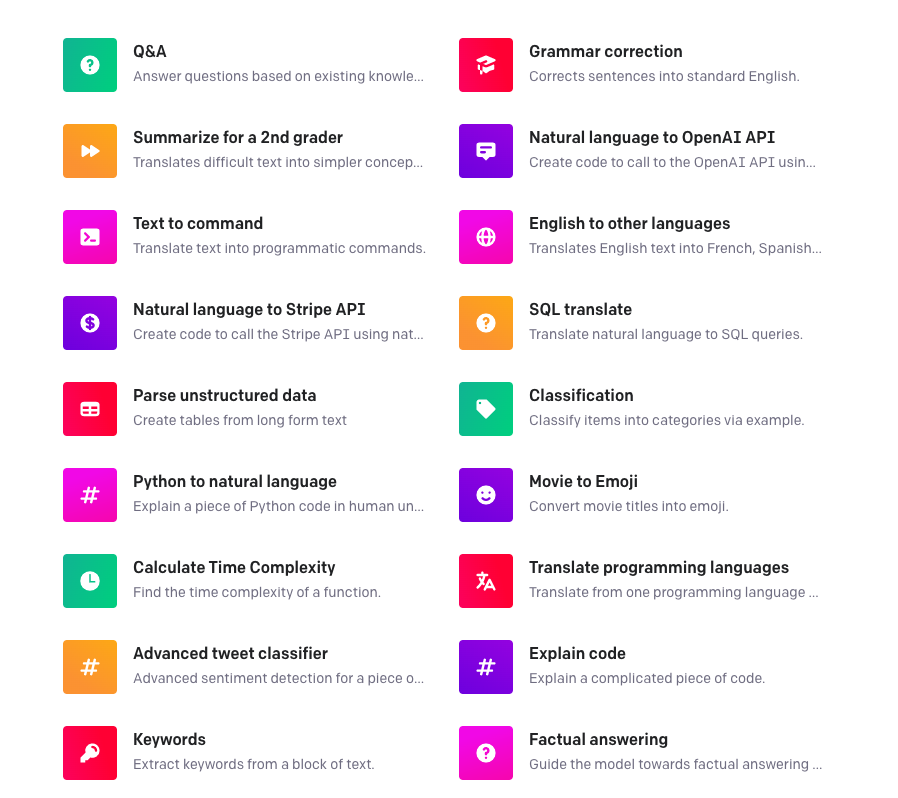 Q&A
Answer questions based on existing knowle...
Grammar correction
Corrects sentences into standard English.
Summarize for a 2nd grader
Translates difficult text into simpler concep...
Natural language to OpenAI API
Create code to call to the OpenAI API usin...
Text to command
Translate text into programmatic commands.
English to other languages
Translates English text into French, Spanish...
Natural language to Stripe API
Create code to call the Stripe API using nat...
SQL translate
Translate natural language to SQL queries.
Parse unstructured data
Create tables from long form text
Classification
Classify items into categories via example.
Python to natural language
Explain a piece of Python code in human un...
Movie to Emoji
Convert movie titles into emoji.
Calculate Time Complexity
Find the time complexity of a function.
Translate programming languages
Translate from one programming language ...
Advanced tweet classifier
Advanced sentiment detection for a piece o...
Explain code
Explain a complicated piece of code.
Keywords
Extract keywords from a block of text.
Factual answering
Guide the model towards factual answering ...